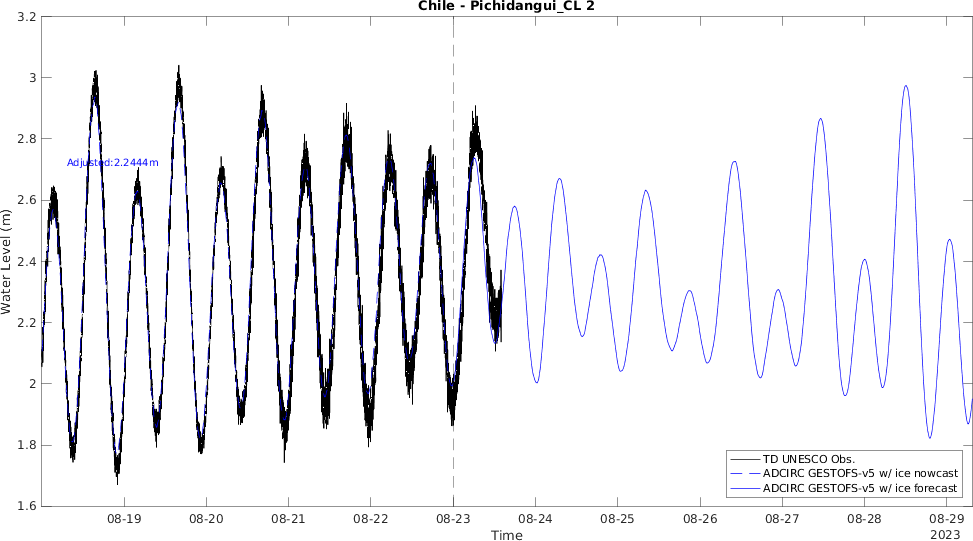 Chile - Pichidangui_CL 2
Water Level (m)
3.2
3
2.8
2.6
2.4
2.2
2
1.8
1.6
Adjusted:2.2444m
TD UNESCO Obs.
ADCIRC GESTOFS-v5 w/ ice nowcast
ADCIRC GESTOFS-v5 w/ ice forecast
08-19 08-20 08-21 08-22 08-23 08-24 08-25 08-26 08-27 08-28 08-29
Time 2023